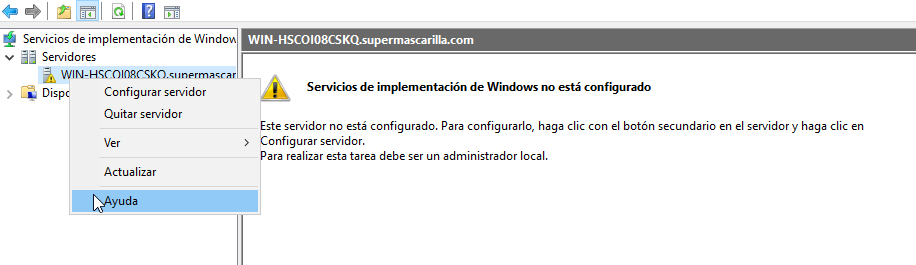 Servicios de implementación de Window
WIN-HSCOI08CSKQ.supermascarilla.com
Servidores
WIN-HSCOI08CSKQ.supermascar
Dispo
Configurar servidor
Quitar servidor
Ver
Actualizar
Ayuda
Servicios de implementación de Windows no está configurado
Este servidor no está configurado. Para configurarlo, haga clic con el botón secundario en el servidor y haga clic en
Configurar servidor.
Para realizar esta tarea debe ser un administrador local.